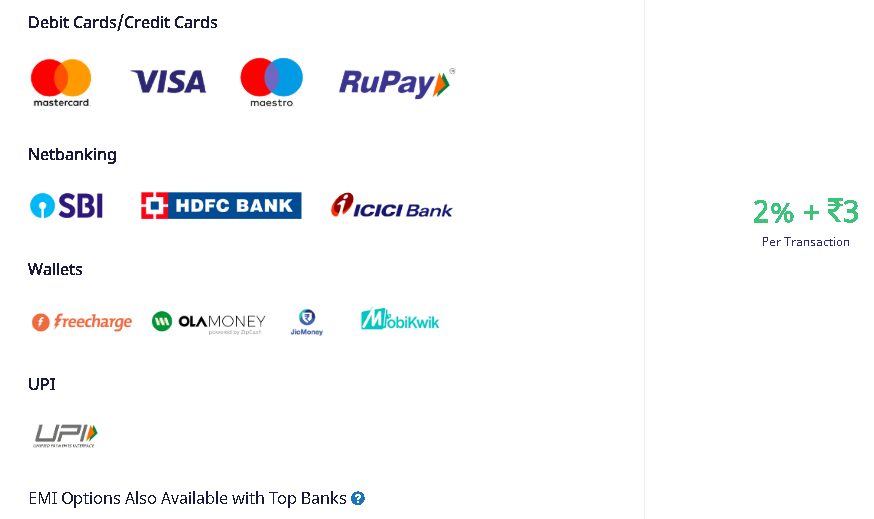 Debit Cards/Credit Cards
mastercard
VISA
maestro
RuPay
Netbanking
SBI
HDFC BANK
ICICI Bank
2% + ₹3
Per Transaction
Wallets
freecharge
OLAMONEY
powered by ZipCash
JioMoney
MobiKwik
UPI
UPI
UNIFIED PAYMENTS INTERFACE
EMI Options Also Available with Top Banks ?